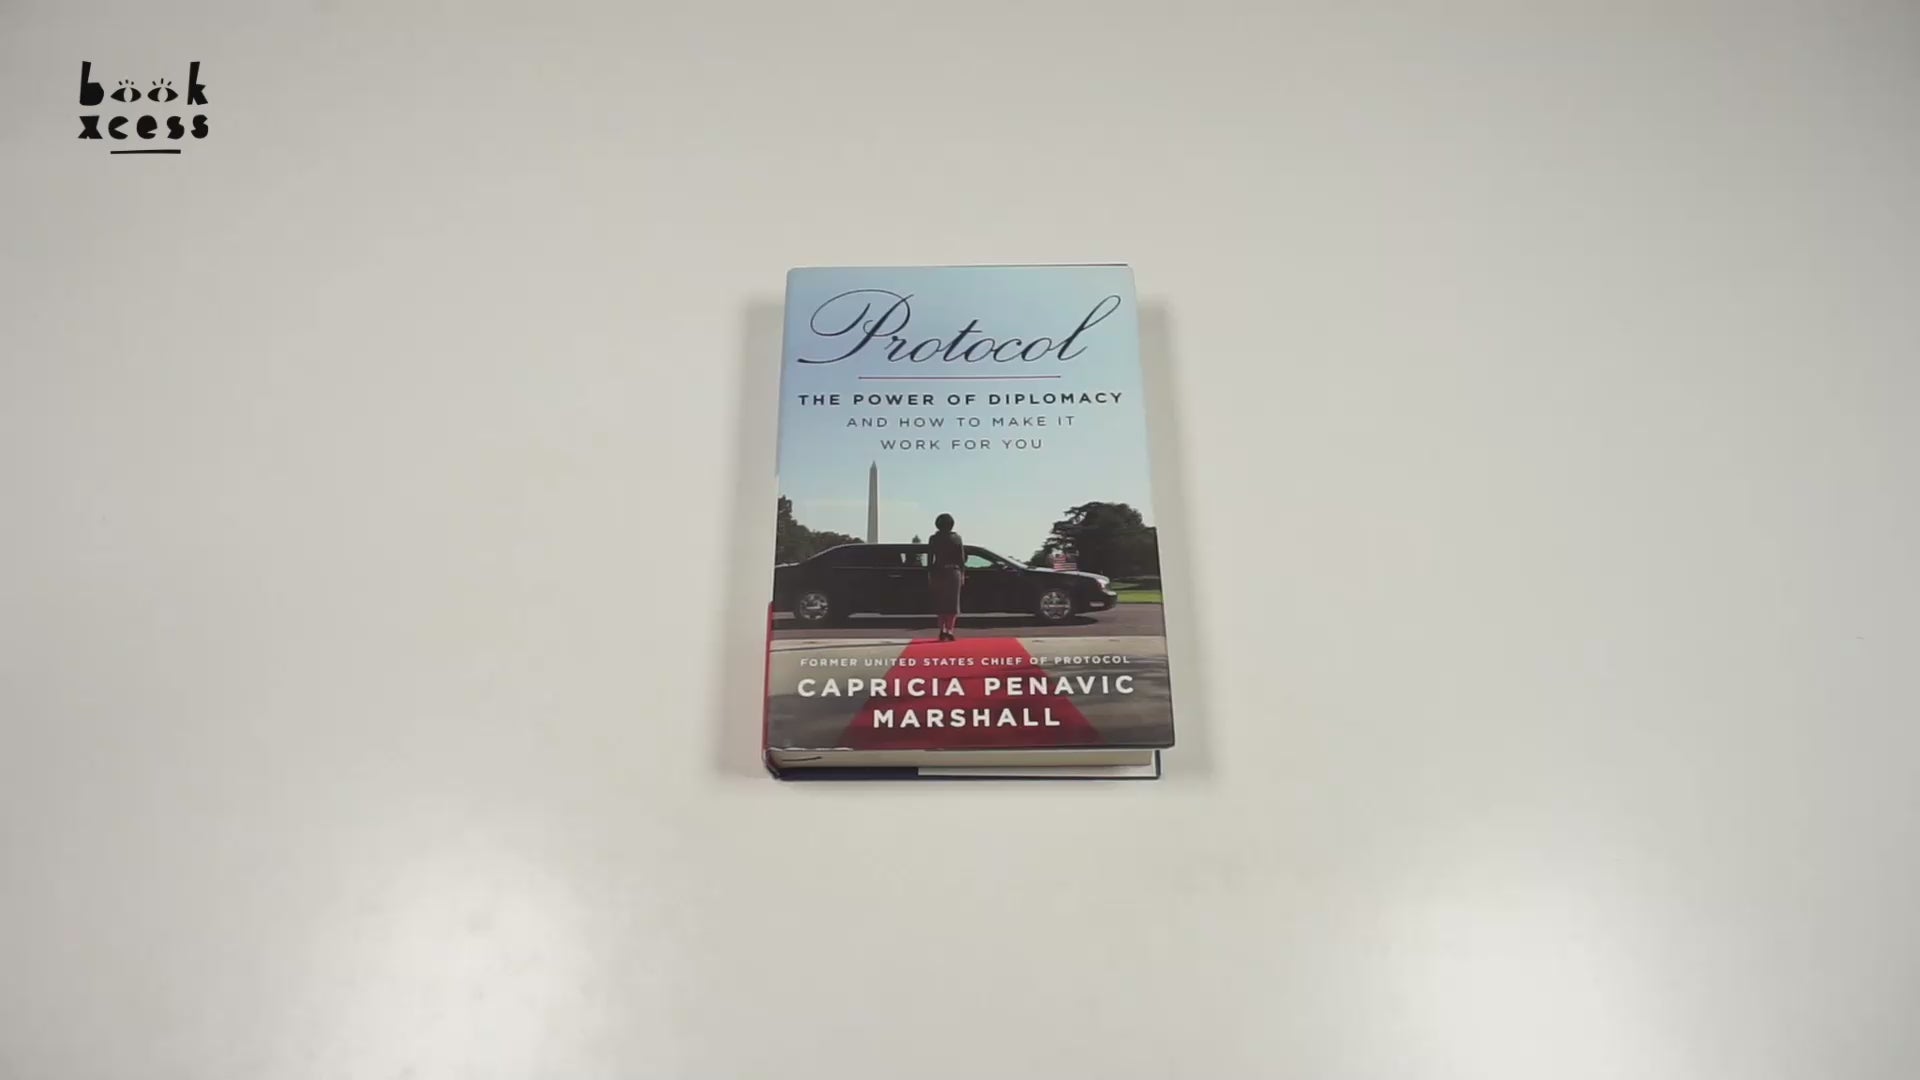 book
xcess
Protocol
THE POWER OF DIPLOMACY
AND HOW TO MAKE IT
WORK FOR YOU
FORMER UNITED STATES CHIEF OF PROTOCOL
CAPRICIA PENAVIC
MARSHALL